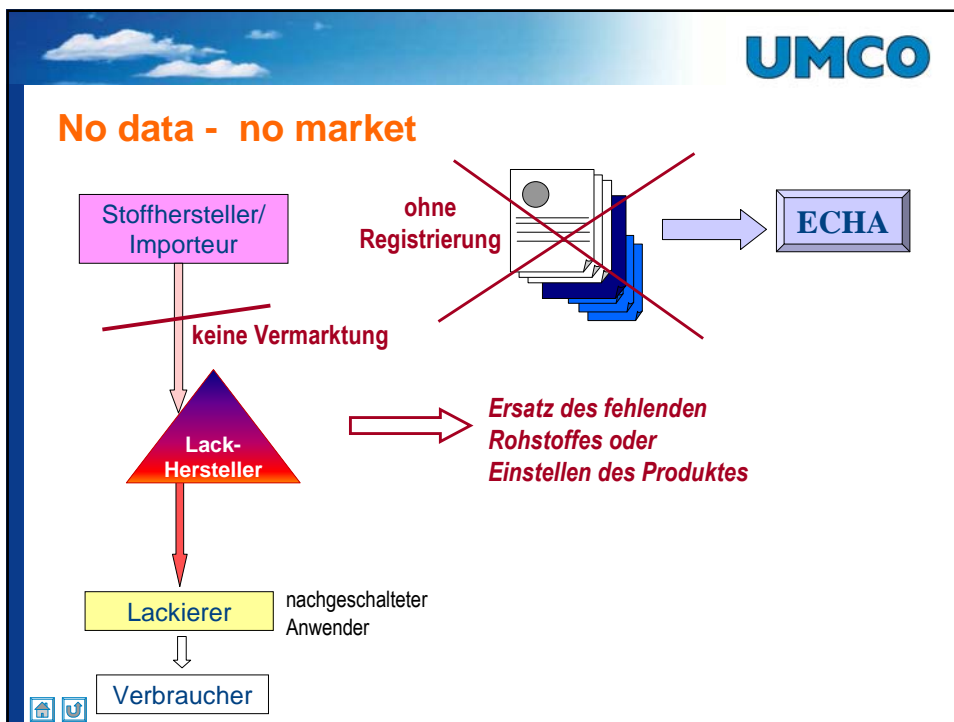 UMCO
No data - no market
Stoffhersteller/
Importeur
ohne
Registrierung
ECHA
keine Vermarktung
Lack-
Hersteller
Ersatz des fehlenden
Rohstoffes oder
Einstellen des Produktes
Lackierer
nachgeschalteter
Anwender
Verbraucher